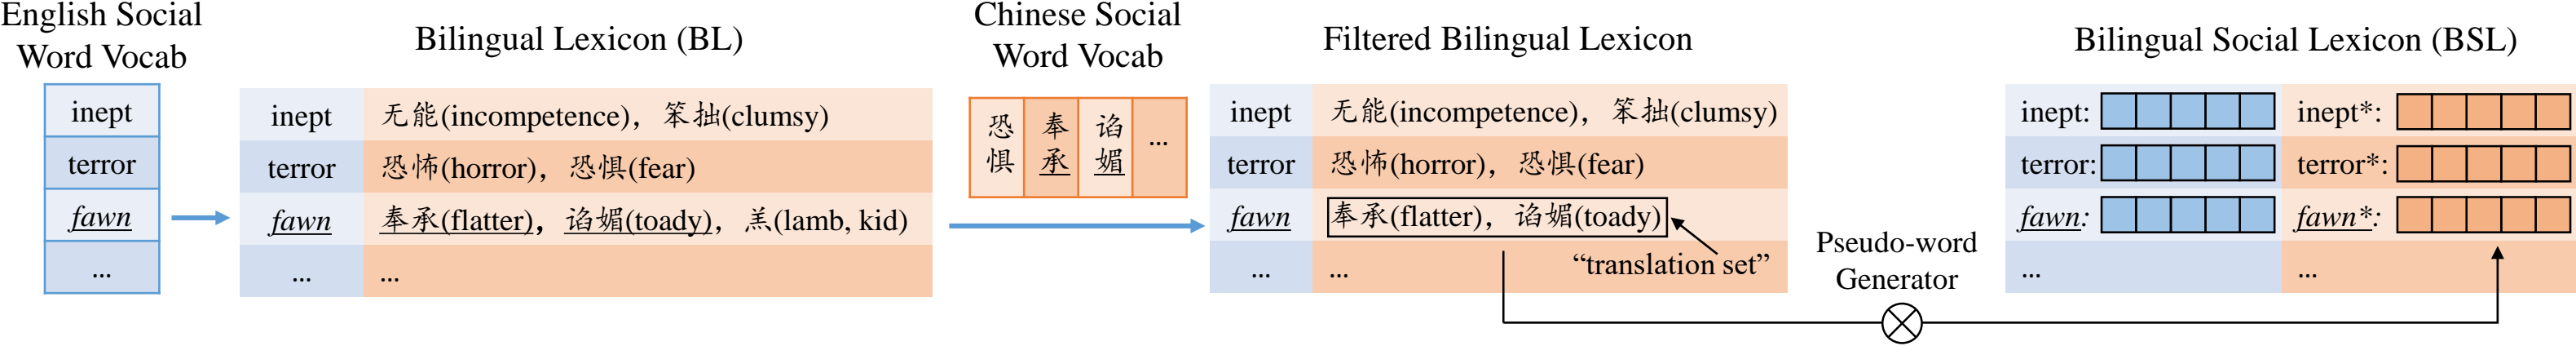 English Social
Word Vocab
inept
terror
fawn
...
Bilingual Lexicon (BL)
inept 无能(incompetence)，笨拙(clumsy)
terror 恐怖(horror)，恐惧(fear)
fawn 奉承(flatter)，谄媚(toady)，羔(lamb, kid)
... ...
Chinese Social
Word Vocab
恐惧 奉承 谄媚 ...
Filtered Bilingual Lexicon
inept 无能(incompetence)，笨拙(clumsy)
terror 恐怖(horror)，恐惧(fear)
fawn 奉承(flatter)，谄媚(toady)
... ...
“translation set”
Pseudo-word
Generator
Bilingual Social Lexicon (BSL)
inept: inept*:
terror: terror*:
fawn: fawn*:
... ...